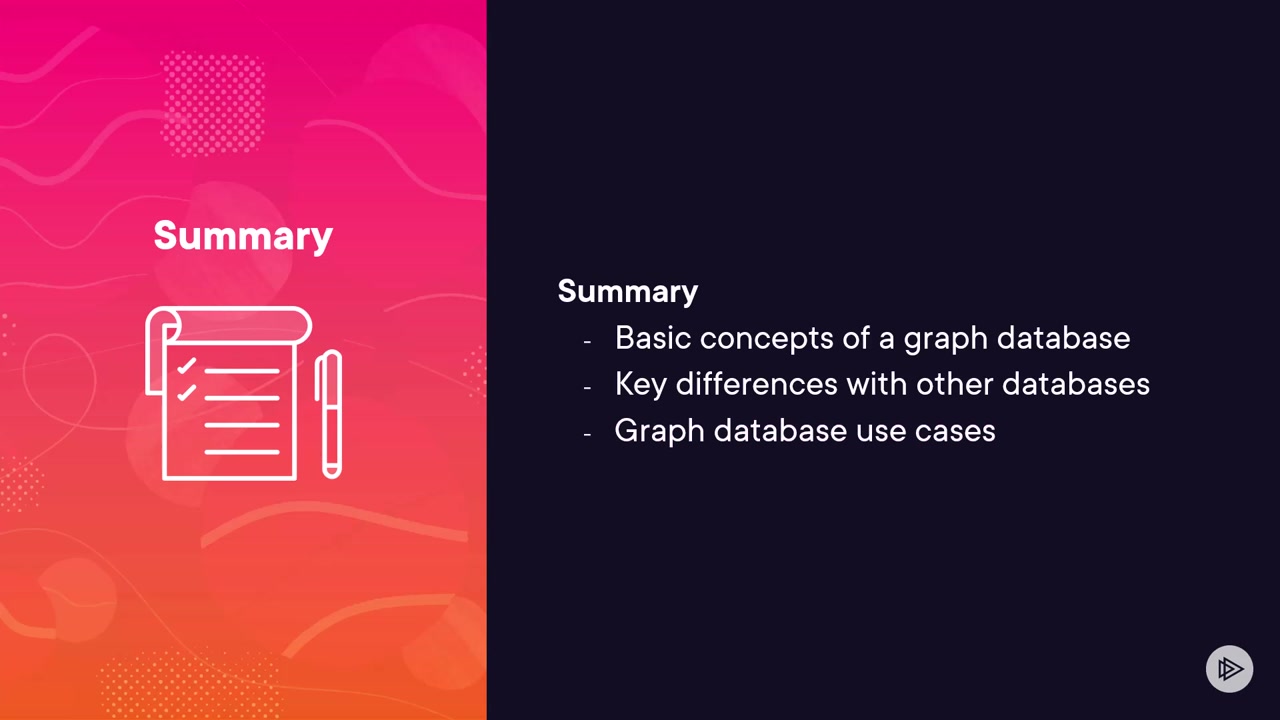 Summary
Summary
- Basic concepts of a graph database
- Key differences with other databases
- Graph database use cases